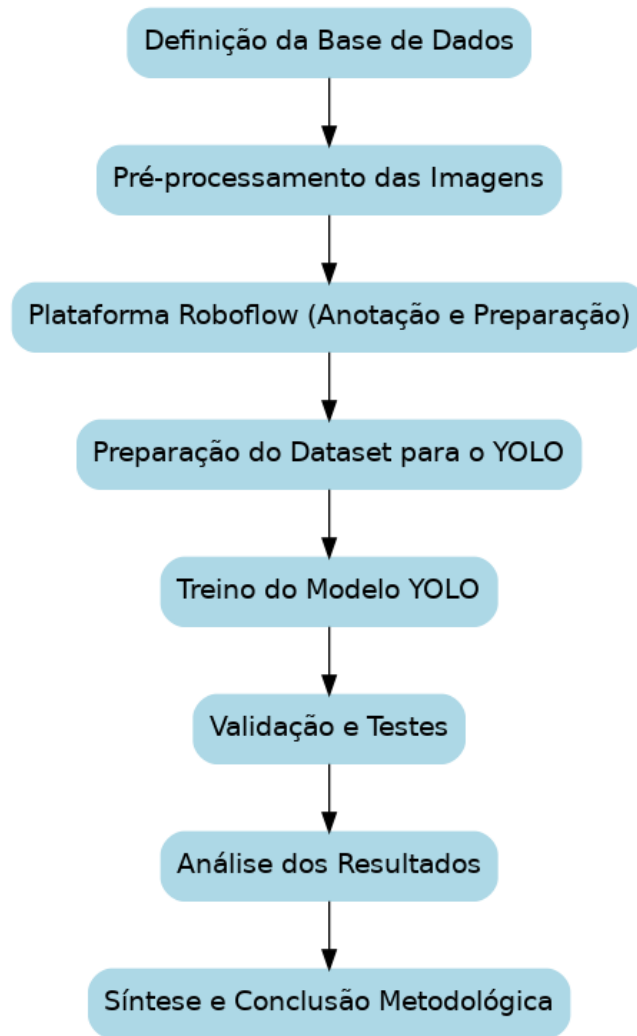 Definição da Base de Dados
Pré-processamento das Imagens
Plataforma Roboflow (Anotação e Preparação)
Preparação do Dataset para o YOLO
Treino do Modelo YOLO
Validação e Testes
Análise dos Resultados
Síntese e Conclusão Metodológica